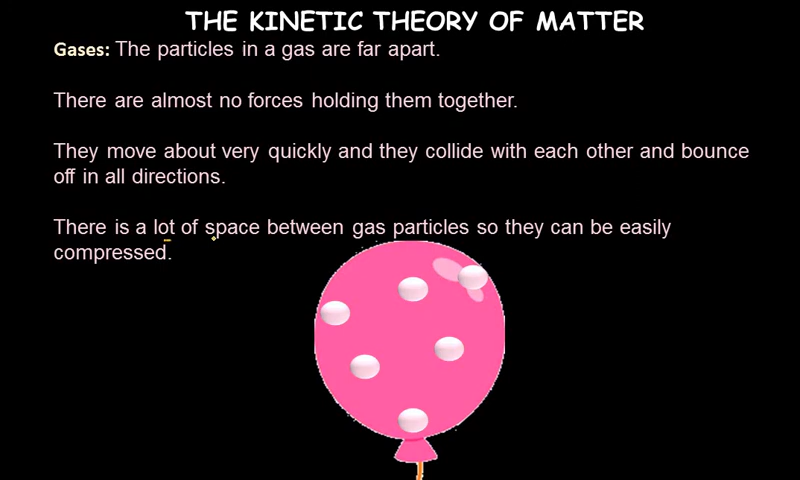 THE KINETIC THEORY OF MATTER
Gases: The particles in a gas are far apart.
There are almost no forces holding them together.
They move about very quickly and they collide with each other and bounce
off in all directions.
There is a lot of space between gas particles so they can be easily
compressed.